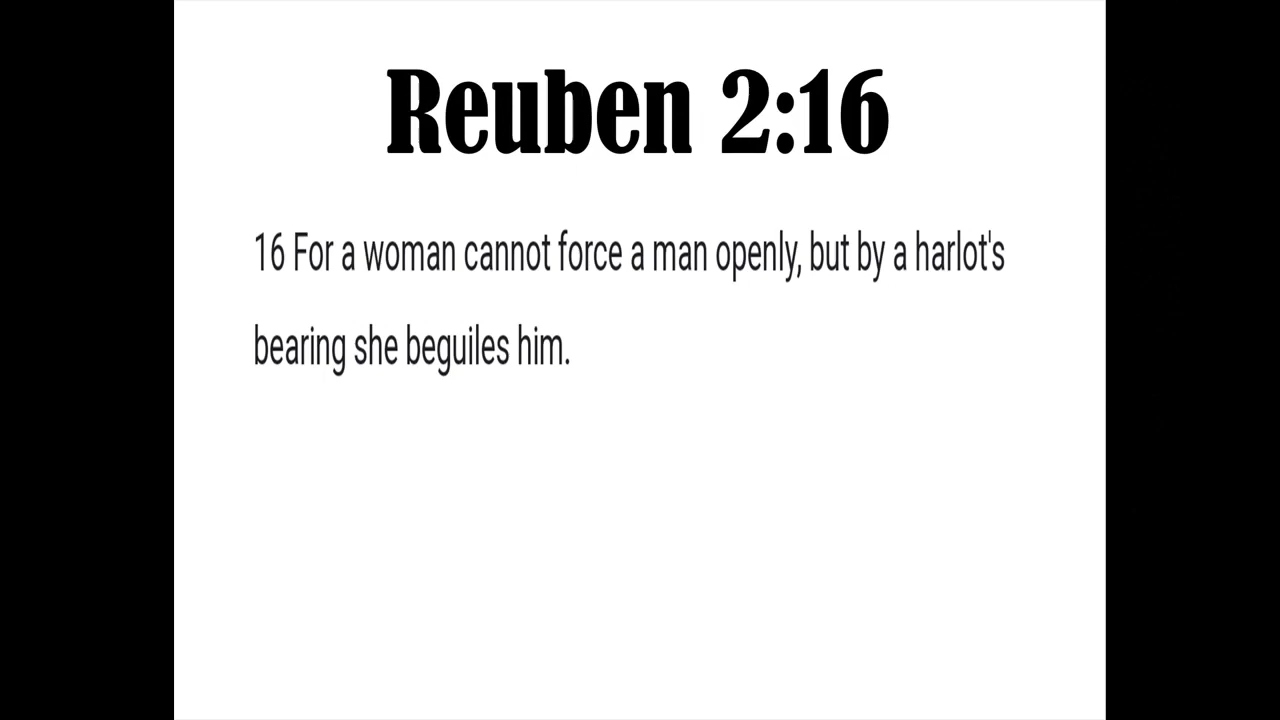 Reuben 2:16
16 For a woman cannot force a man openly, but by a harlot's
bearing she beguiles him.